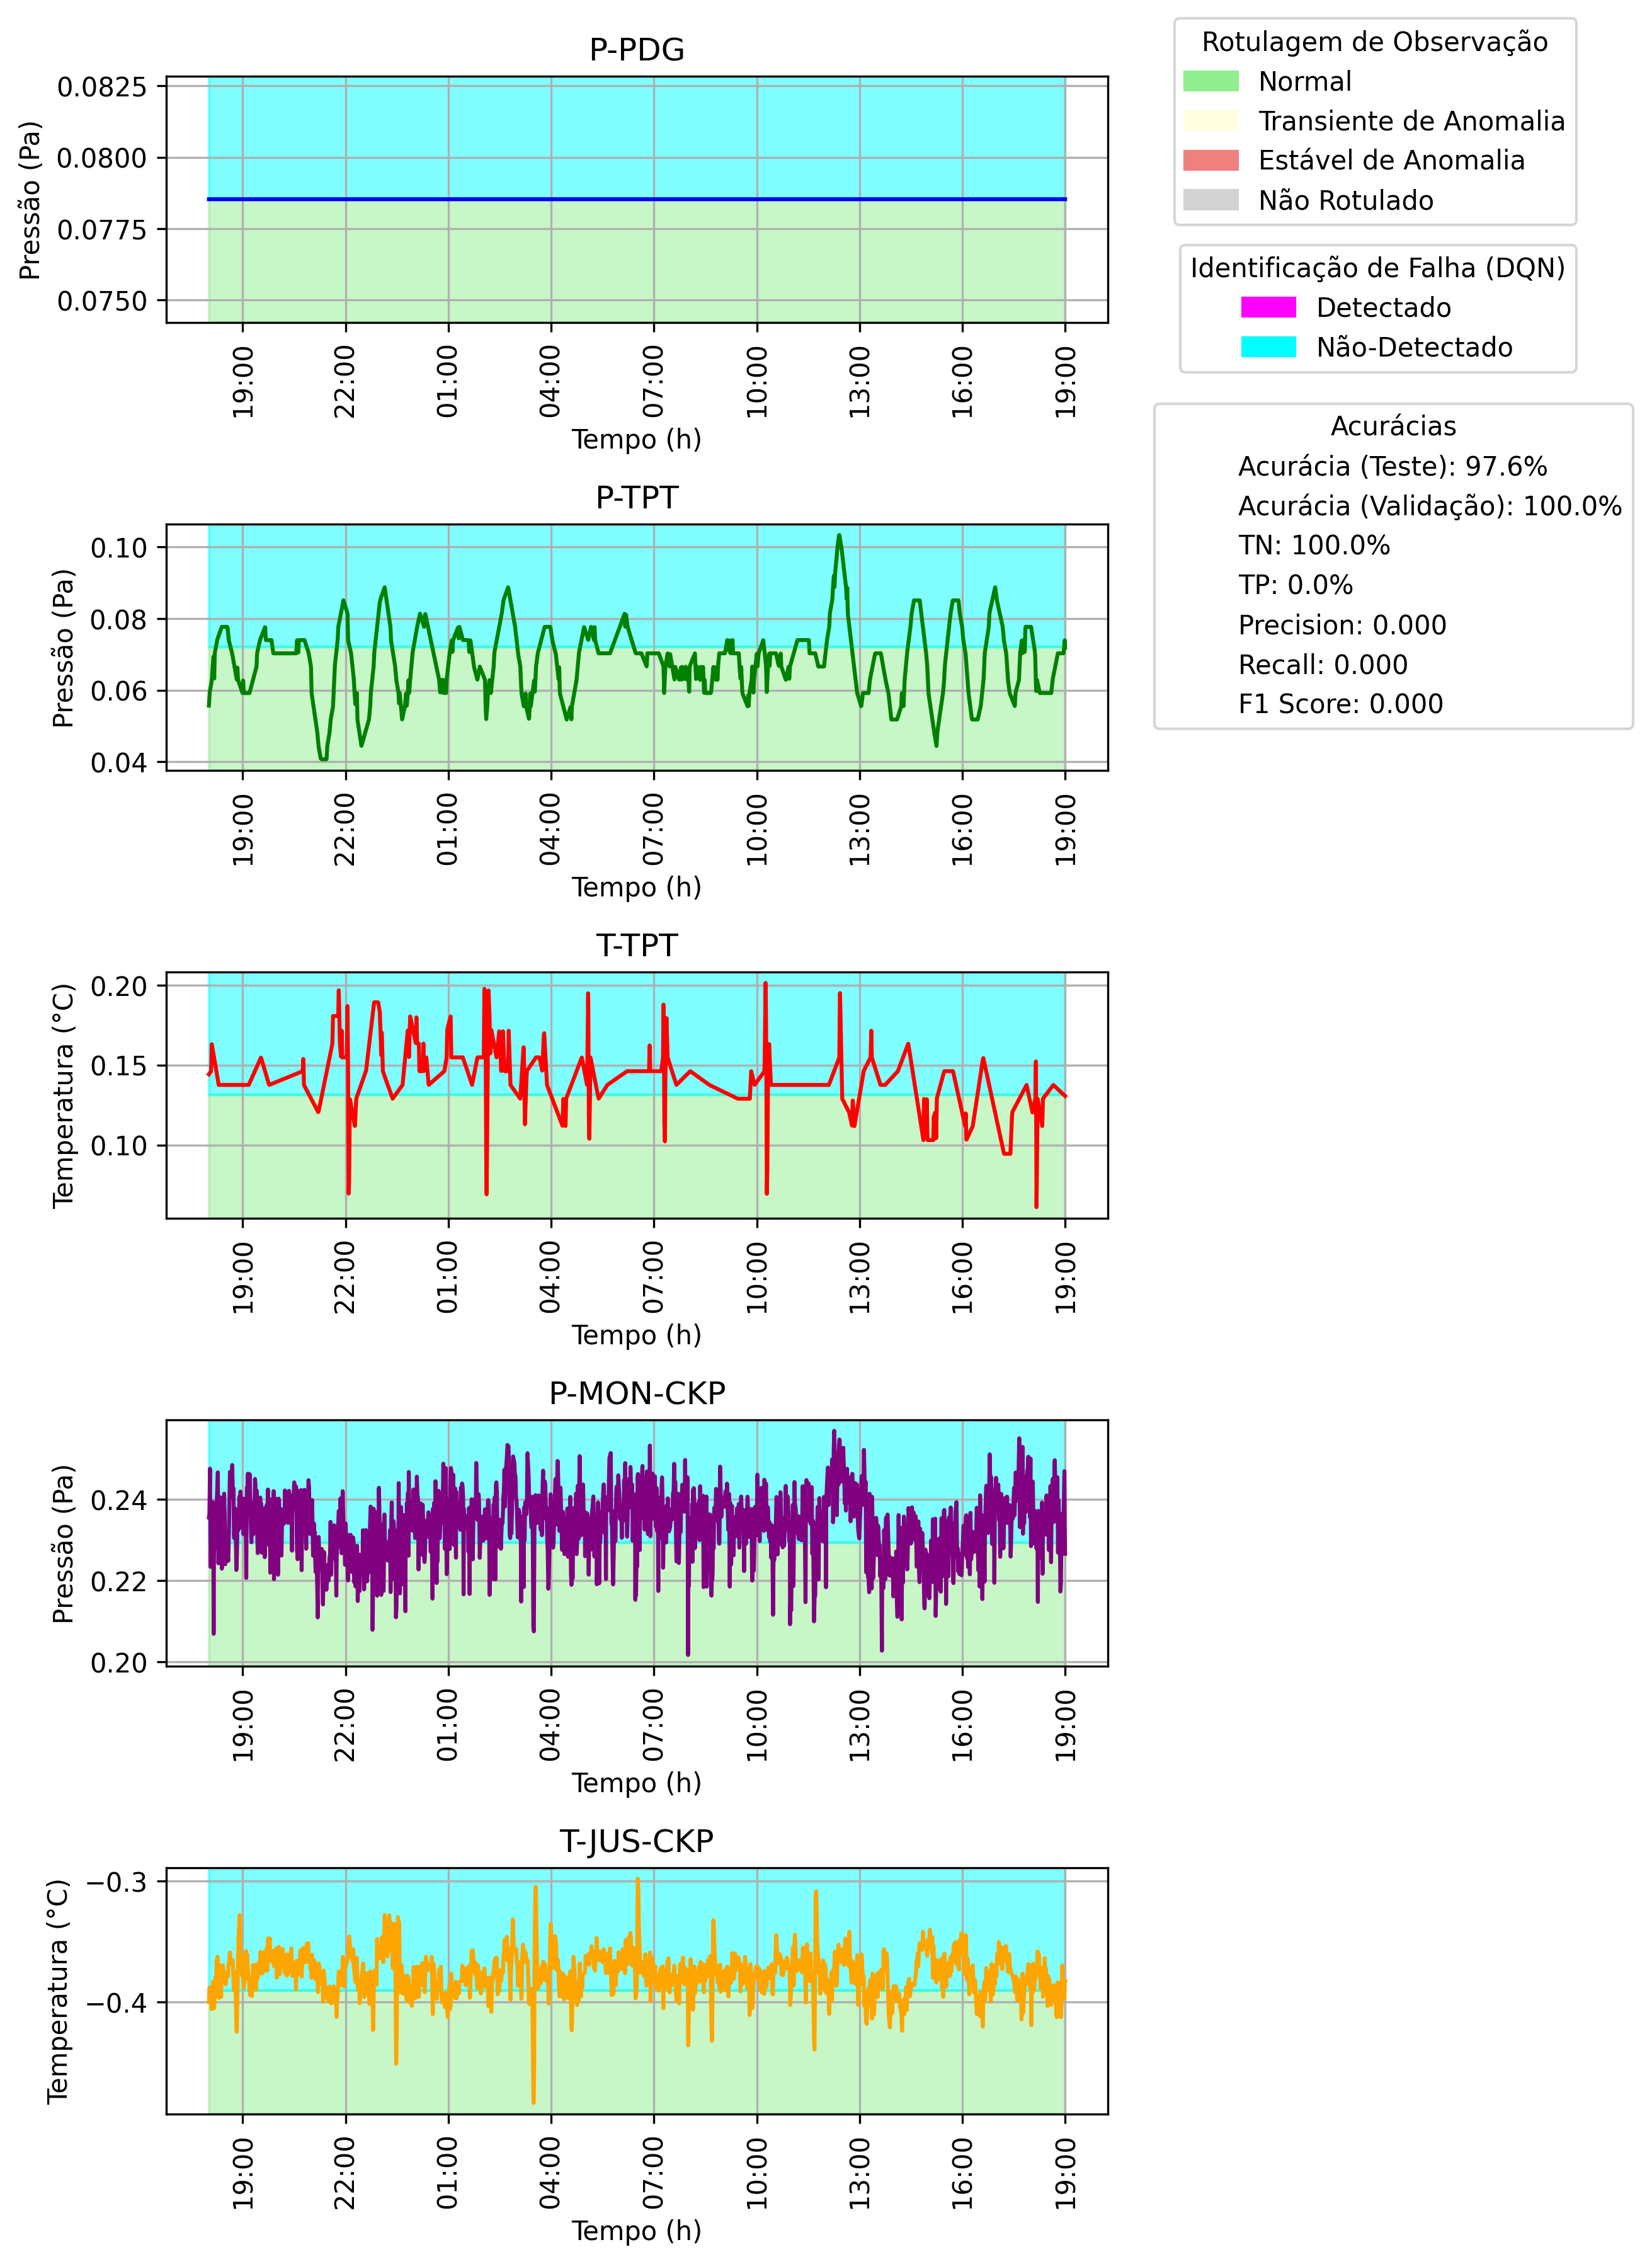 P-PDG
Pressão (Pa)
0.0825
0.0800
0.0775
0.0750
19:00
22:00
01:00
04:00
07:00
10:00
13:00
16:00
19:00
Tempo (h)
Rotulagem de Observação
Normal
Transiente de Anomalia
Estável de Anomalia
Não Rotulado
Identificação de Falha (DQN)
Detectado
Não-Detectado
Acurácias
Acurácia (Teste): 97.6%
Acurácia (Validação): 100.0%
TN: 100.0%
TP: 0.0%
Precision: 0.000
Recall: 0.000
F1 Score: 0.000
P-TPT
Pressão (Pa)
0.10
0.08
0.06
0.04
19:00
22:00
01:00
04:00
07:00
10:00
13:00
16:00
19:00
Tempo (h)
T-TPT
Temperatura (°C)
0.20
0.15
0.10
19:00
22:00
01:00
04:00
07:00
10:00
13:00
16:00
19:00
Tempo (h)
P-MON-CKP
Pressão (Pa)
0.24
0.22
0.20
19:00
22:00
01:00
04:00
07:00
10:00
13:00
16:00
19:00
Tempo (h)
T-JUS-CKP
Temperatura (°C)
−0.3
−0.4
19:00
22:00
01:00
04:00
07:00
10:00
13:00
16:00
19:00
Tempo (h)